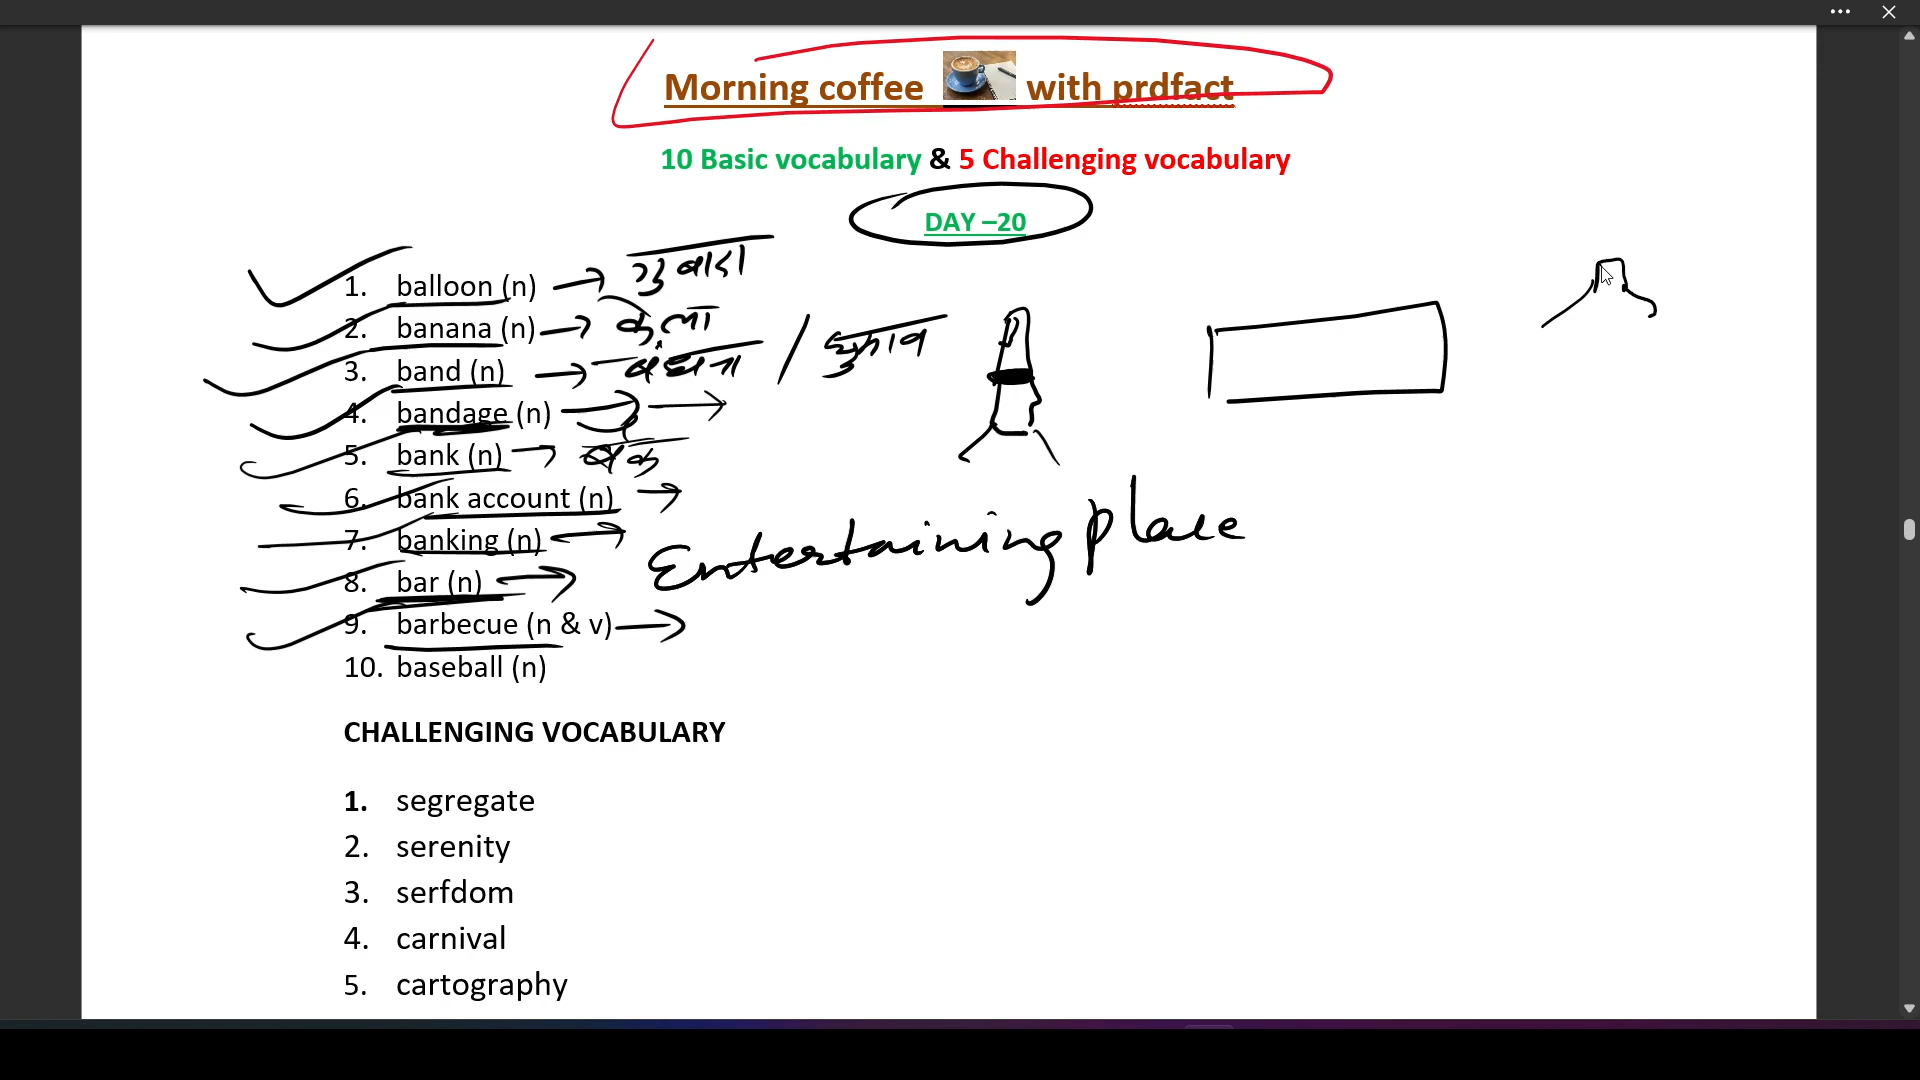 Morning coffee with prdfact
10 Basic vocabulary & 5 Challenging vocabulary
DAY –20
1. balloon (n)
2. banana (n) केला
3. band (n) /
4. bandage (n)
5. bank (n) बैंक
6. bank account (n)
7. banking (n)
8. bar (n) Entertaining place
9. barbecue (n & v)
10. baseball (n)
CHALLENGING VOCABULARY
1. segregate
2. serenity
3. serfdom
4. carnival
5. cartography